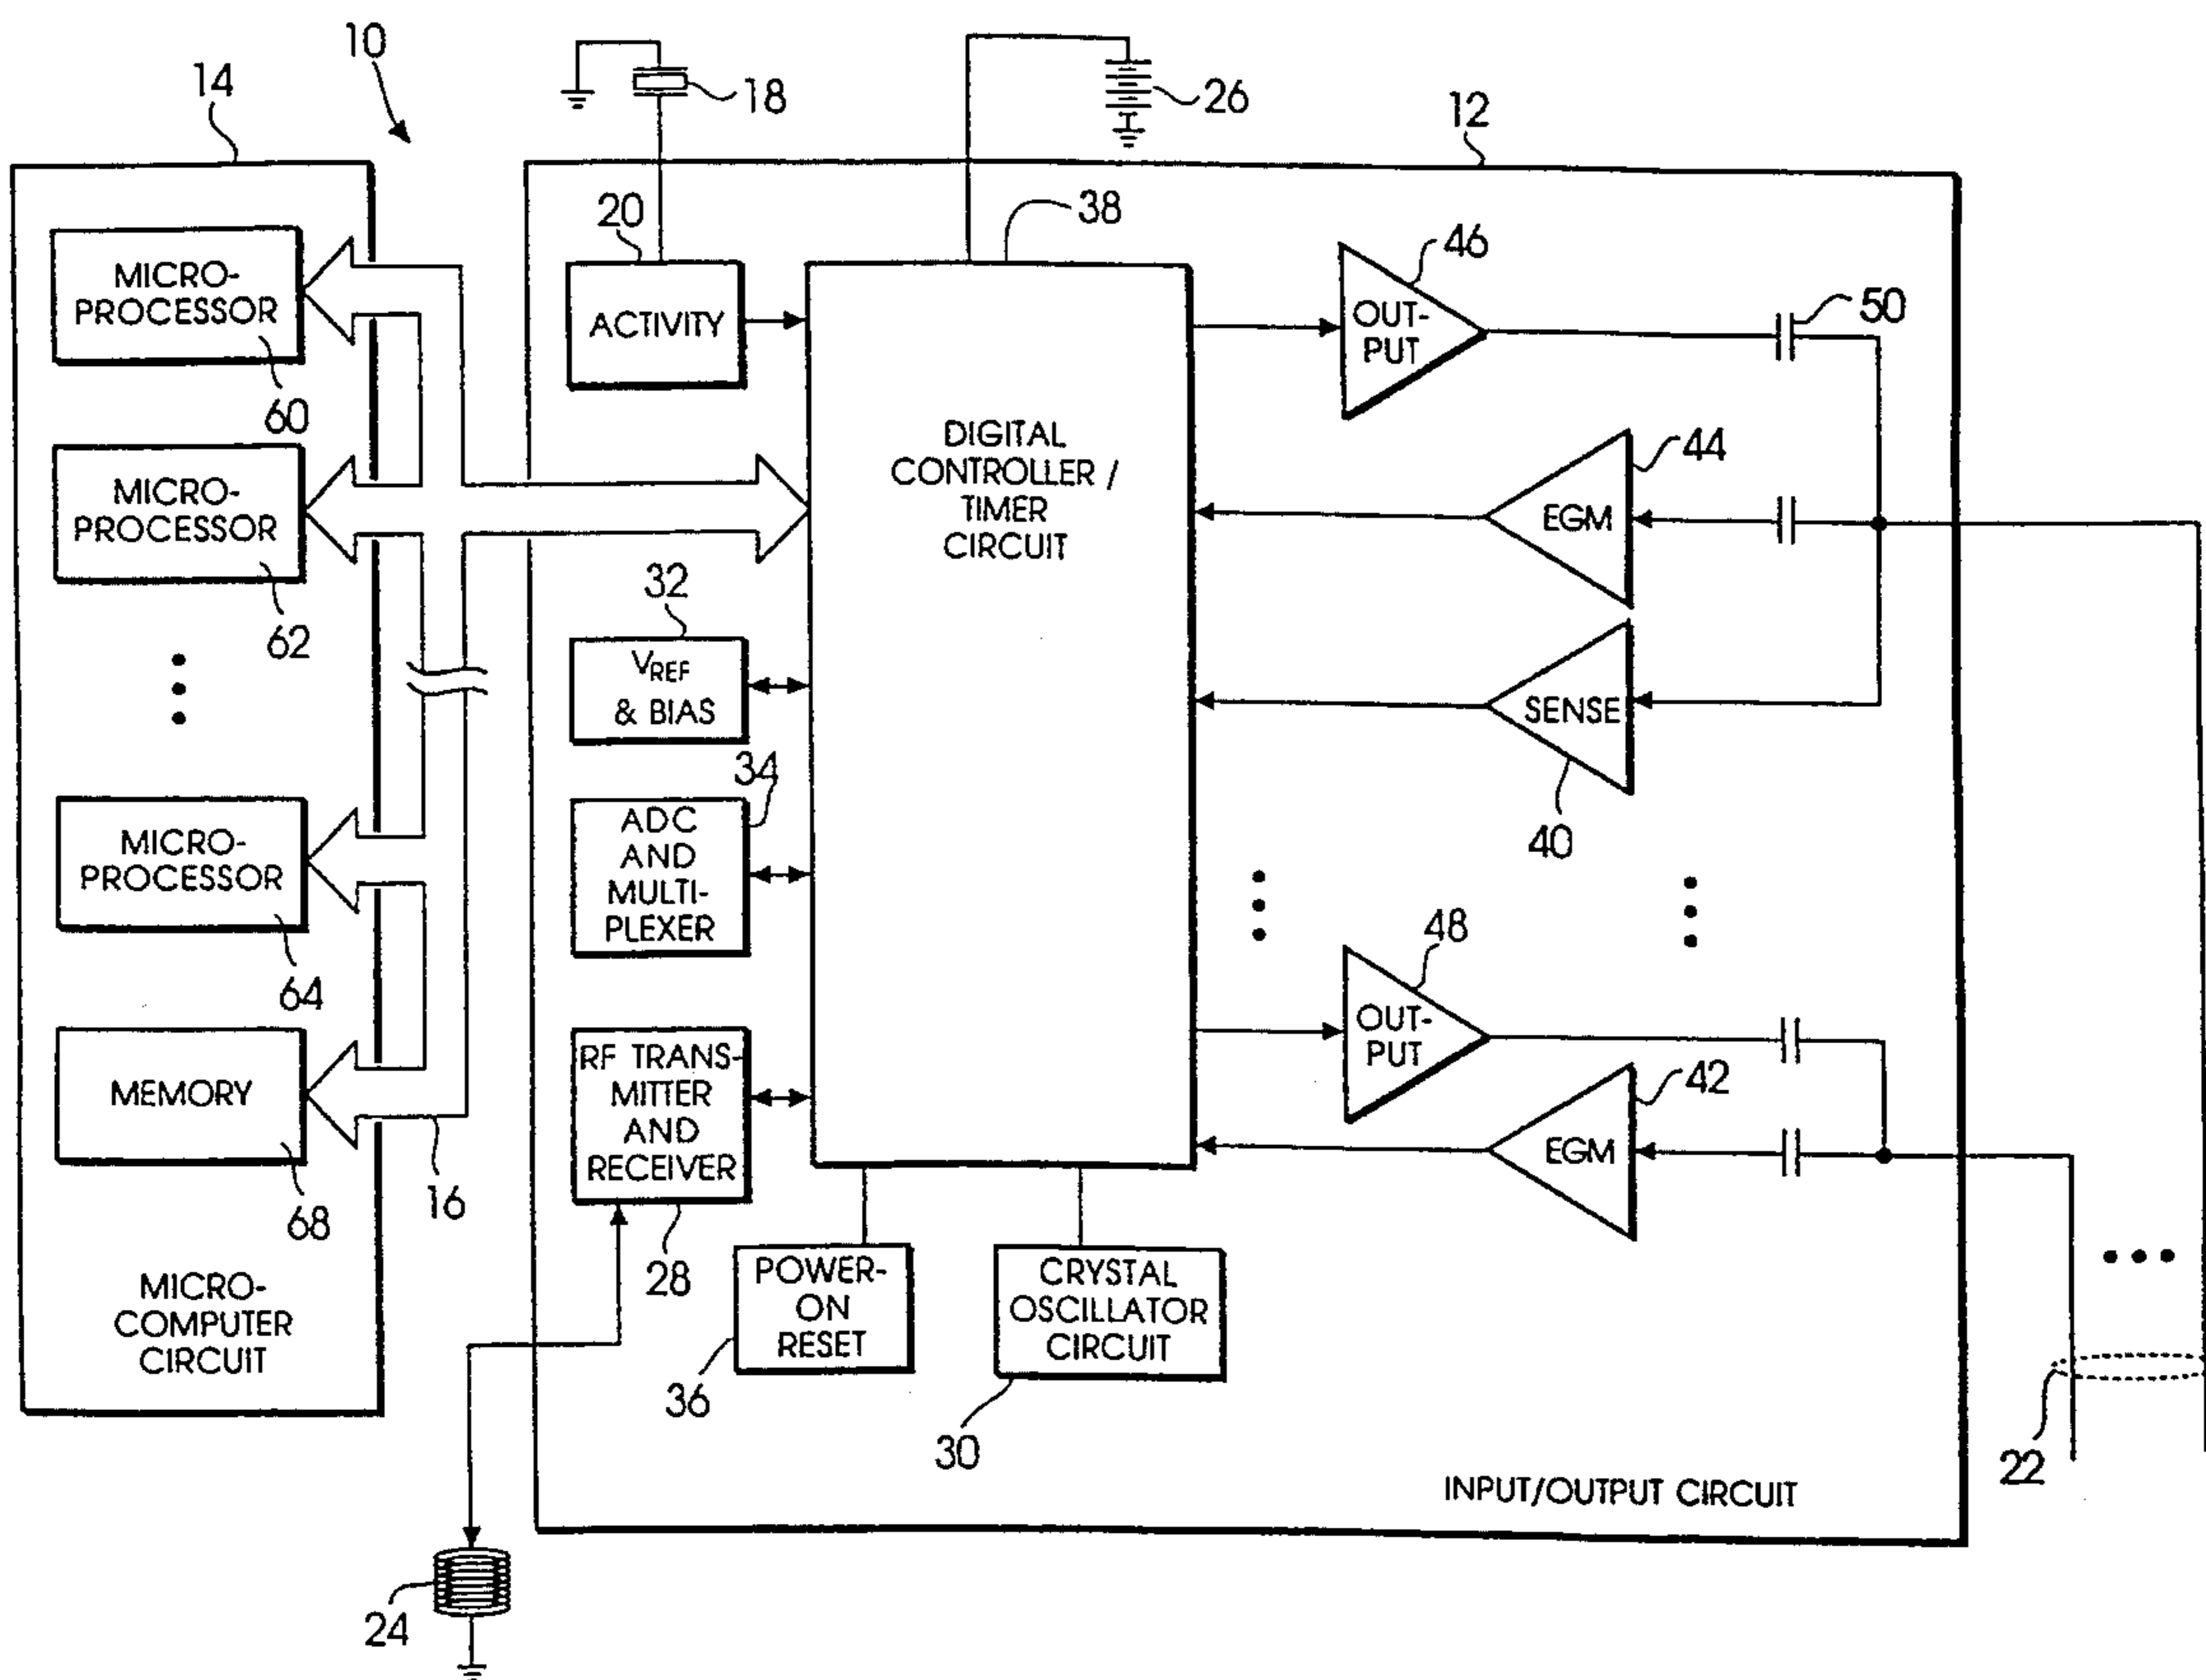 10
14
18
26
12
20
38
46
MICRO-
PROCESSOR
60
ACTIVITY
OUT-
PUT
50
DIGITAL
CONTROLLER /
TIMER
CIRCUIT
44
EGM
MICRO-
PROCESSOR
62
32
VREF
& BIAS
SENSE
40
34
ADC
AND
MULTI-
PLEXER
MICRO-
PROCESSOR
64
48
OUT-
PUT
42
EGM
RF TRANS-
MITTER
AND
RECEIVER
28
MEMORY
68
16
POWER-
ON
RESET
36
CRYSTAL
OSCILLATOR
CIRCUIT
30
MICRO-
COMPUTER
CIRCUIT
22
INPUT/OUTPUT CIRCUIT
24